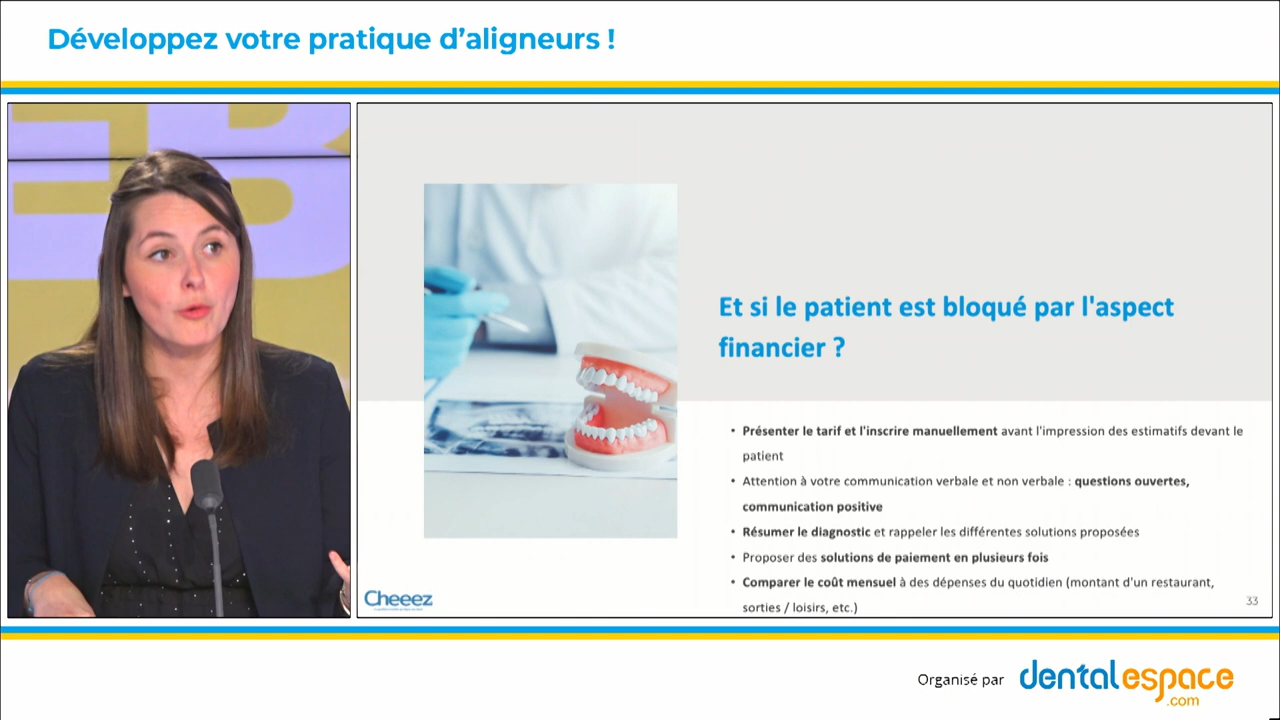 Développez votre pratique d’aligneurs !
Et si le patient est bloqué par l'aspect
financier ?
• Présenter le tarif et l'inscrire manuellement avant l'impression des estimatifs devant le
patient
• Attention à votre communication verbale et non verbale : questions ouvertes,
communication positive
• Résumer le diagnostic et rappeler les différentes solutions proposées
• Proposer des solutions de paiement en plusieurs fois
• Comparer le coût mensuel à des dépenses du quotidien (montant d'un restaurant,
sorties / loisirs, etc.)
Cheeez
33
Organisé par
dentalespace
.com